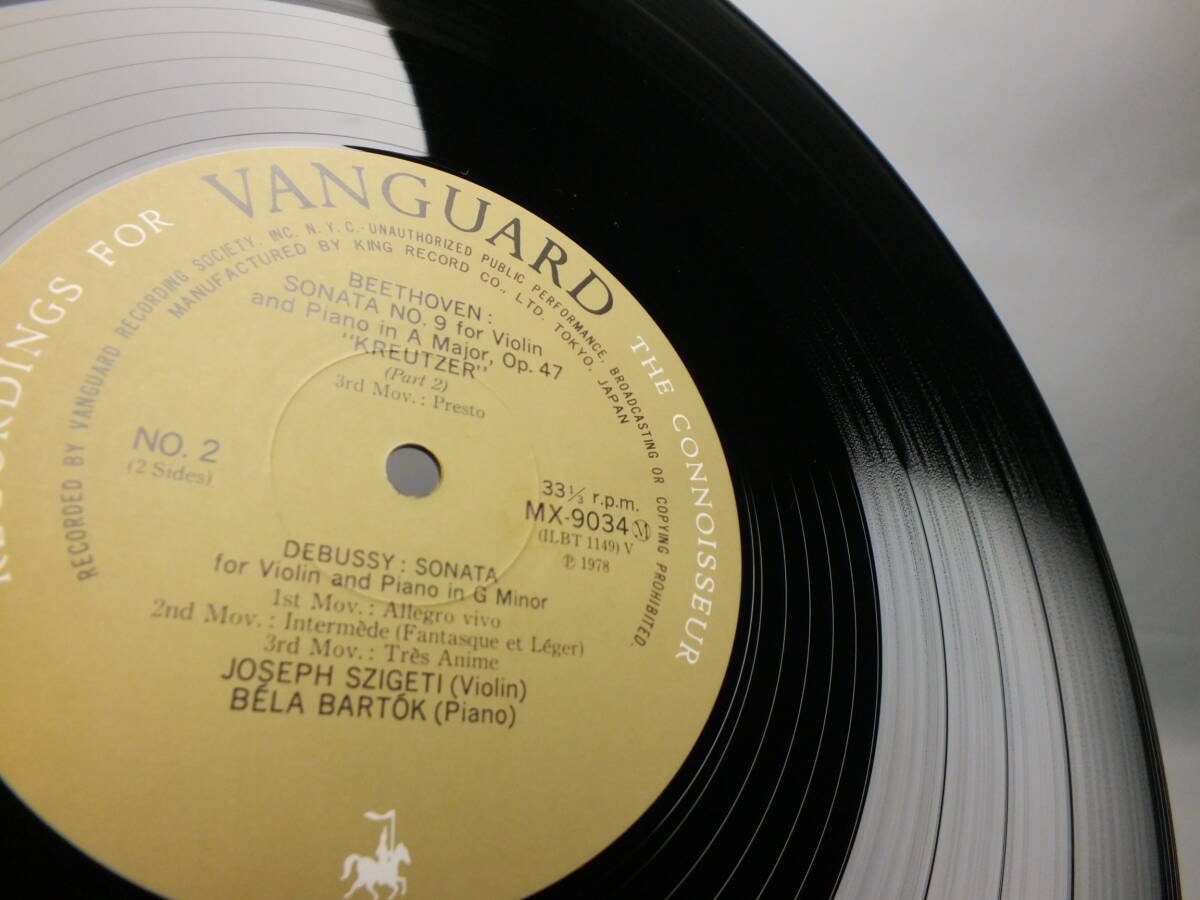 RECORDINGS FOR
VANGUARD
THE CONNOISSEUR
RECORDED BY VANGUARD RECORDING SOCIETY, INC. N.Y.C.·UNAUTHORIZED PUBLIC PERFORMANCE, BROADCASTING OR COPYING PROHIBITED.
MANUFACTURED BY KING RECORD CO., LTD. TOKYO, JAPAN
BEETHOVEN:
SONATA NO. 9 for Violin
and Piano in A Major, Op. 47
"KREUTZER"
(Part 2)
3rd Mov.: Presto
NO. 2
(2 Sides)
33⅓ r.p.m.
MX-9034 Ⓜ
(ILBT 1149) V
Ⓟ 1978
DEBUSSY: SONATA
for Violin and Piano in G Minor
1st Mov.: Allegro vivo
2nd Mov.: Intermède (Fantasque et Léger)
3rd Mov.: Très Anime
JOSEPH SZIGETI (Violin)
BÉLA BARTÓK (Piano)